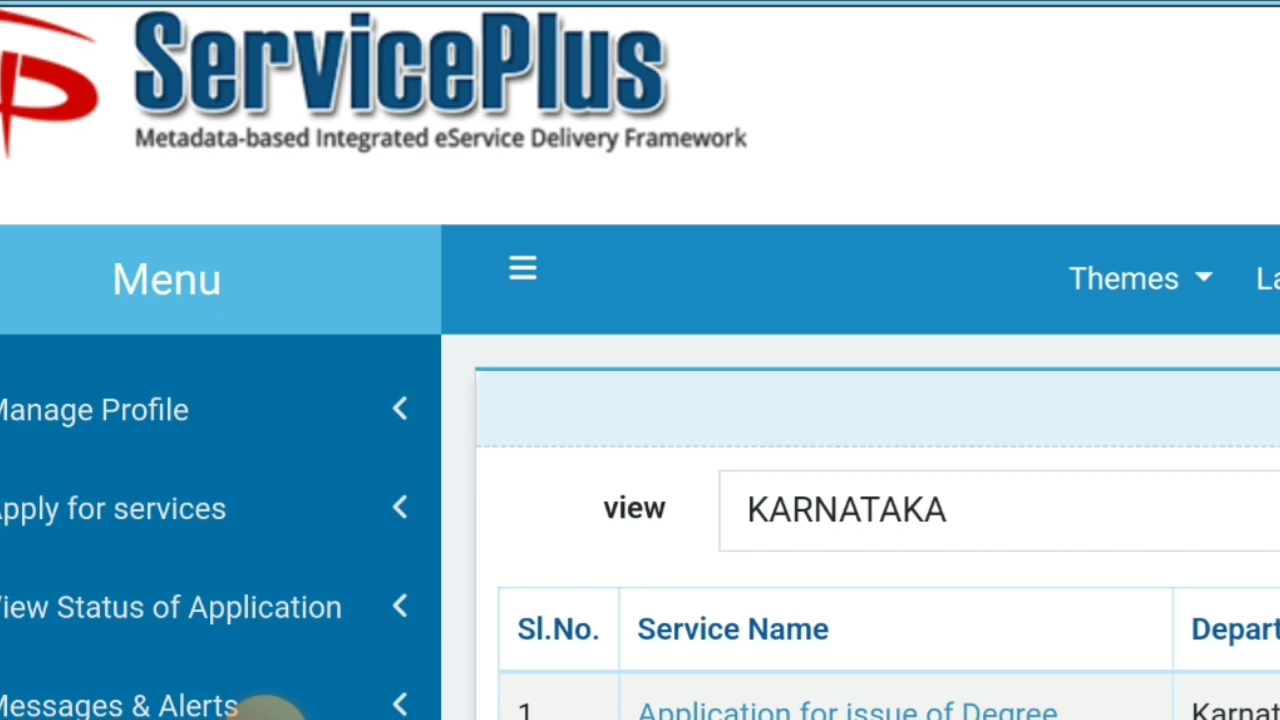 ServicePlus
Metadata-based Integrated eService Delivery Framework
Menu
Themes
Manage Profile
Apply for services
view
KARNATAKA
View Status of Application
Sl.No.
Service Name
Messages & Alerts
1
Application for issue of Degree